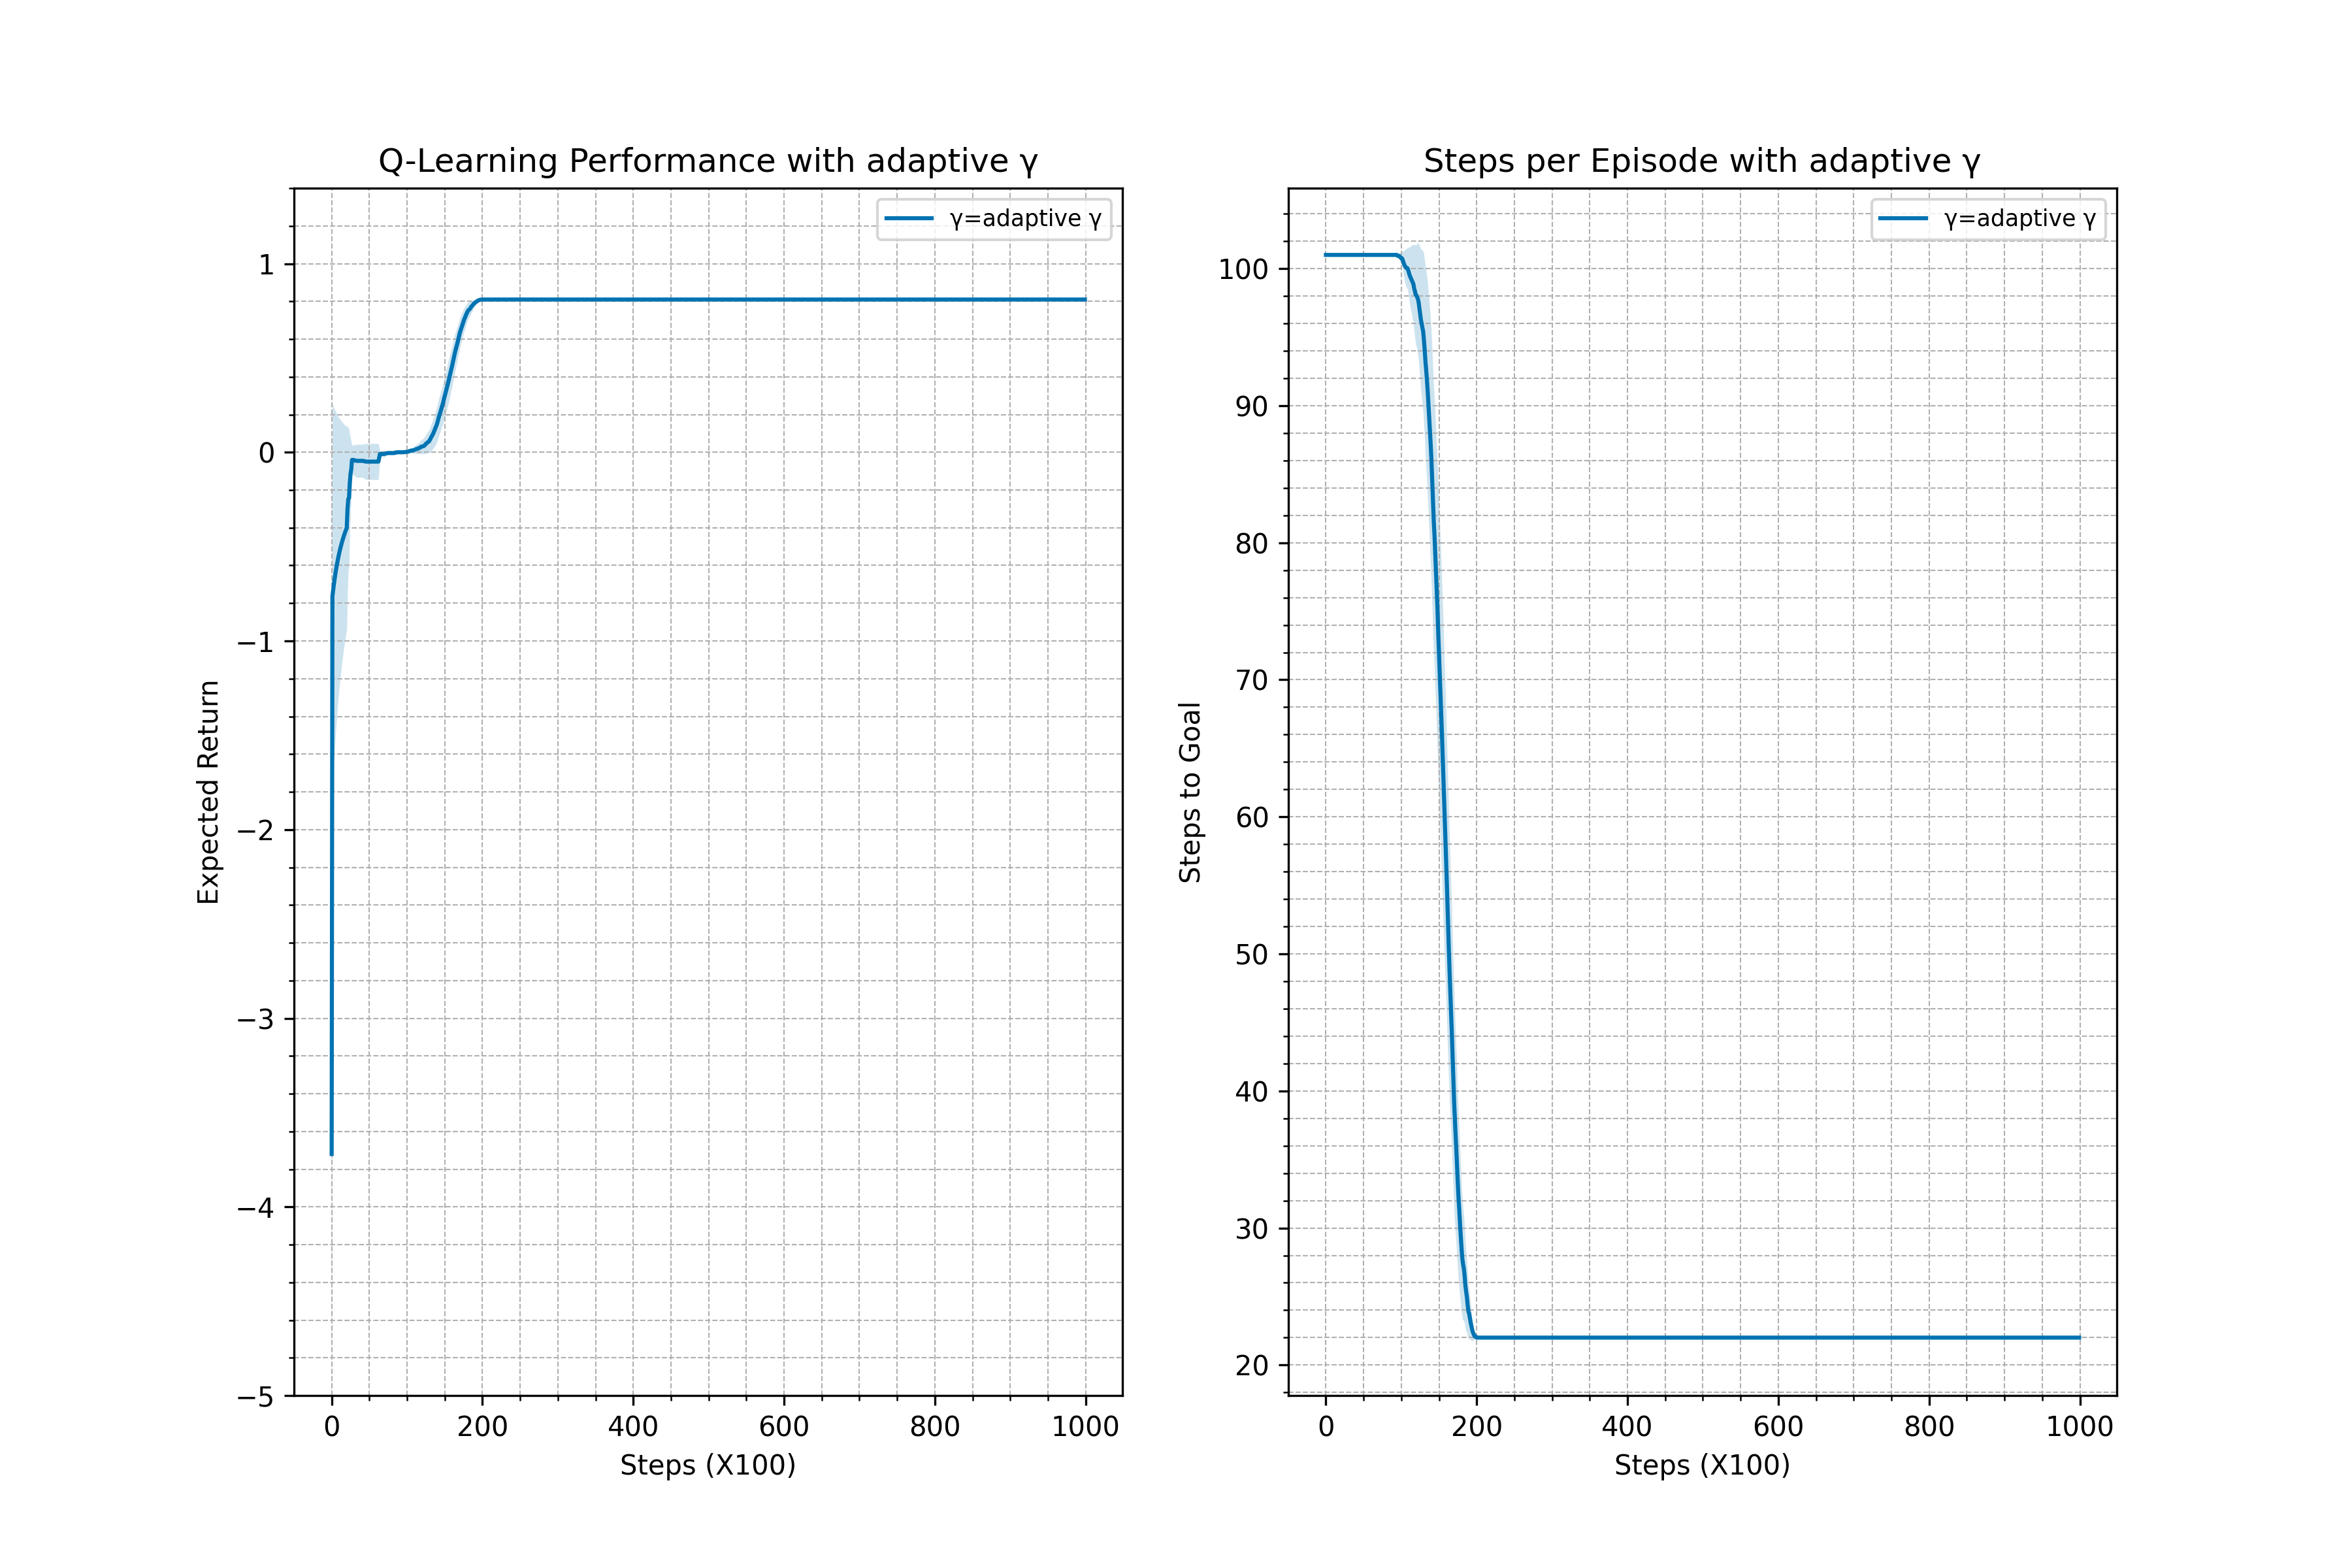 Q-Learning Performance with adaptive γ
γ=adaptive γ
1
0
−1
−2
−3
−4
−5
0 200 400 600 800 1000
Expected Return
Steps (X100)
Steps per Episode with adaptive γ
γ=adaptive γ
100
90
80
70
60
50
40
30
20
0 200 400 600 800 1000
Steps to Goal
Steps (X100)